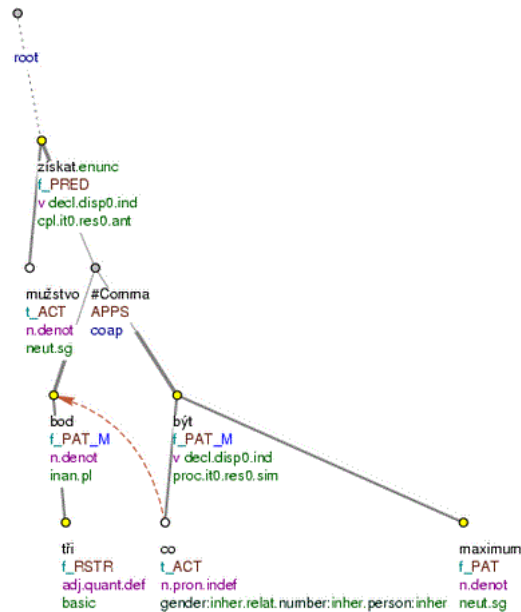 root
získat.enunc
f_PRED
v decl.disp0.ind
cpl.it0.res0.ant
mužstvo
t_ACT
n.denot
neut.sg
#Comma
APPS
coap
bod
f_PAT_M
n.denot
inan.pl
být
f_PAT_M
v decl.disp0.ind
proc.it0.res0.sim
tři
f_RSTR
adj.quant.def
basic
co
t_ACT
n.pron.indef
gender:inher.relat.number:inher.person:inher
maximum
f_PAT
n.denot
neut.sg